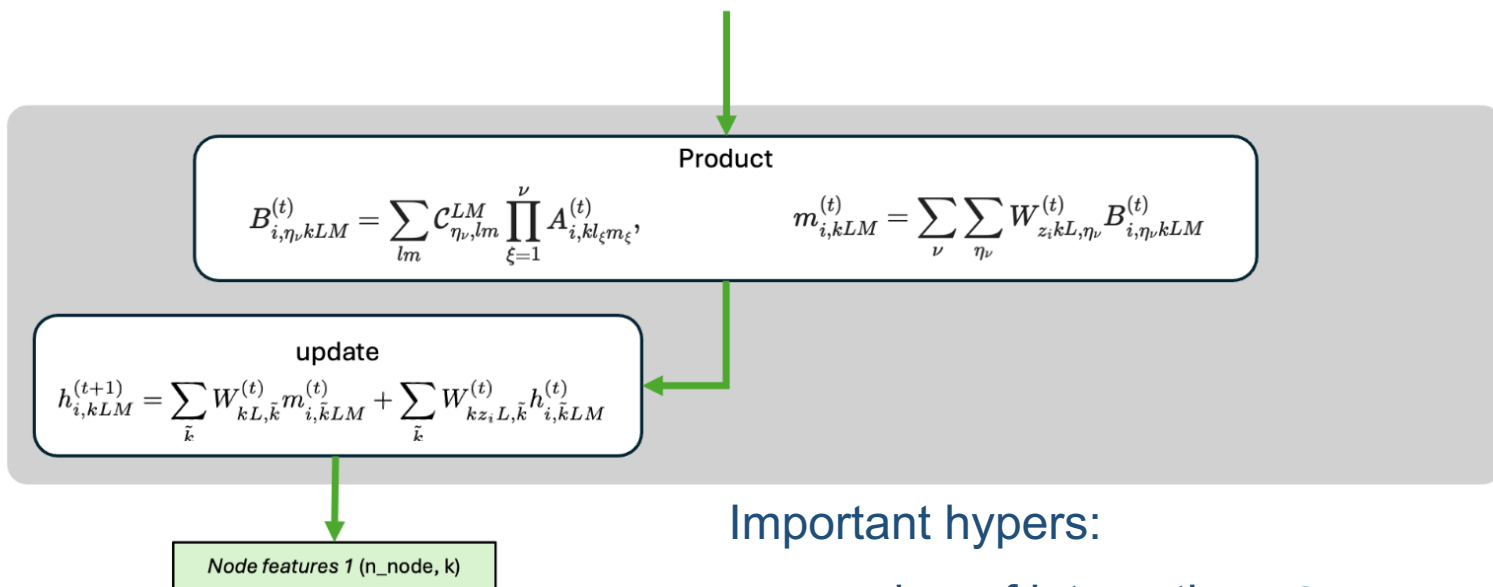 Product
$B^{(t)}_{i,\eta_\nu kLM} = \sum_{lm} \mathcal{C}^{LM}_{\eta_\nu,lm} \prod_{\xi=1}^{\nu} A^{(t)}_{i,kl_\xi m_\xi},$ $m^{(t)}_{i,kLM} = \sum_{\nu} \sum_{\eta_\nu} W^{(t)}_{z_i kL,\eta_\nu} B^{(t)}_{i,\eta_\nu kLM}$
update
$h^{(t+1)}_{i,kLM} = \sum_{\tilde{k}} W^{(t)}_{kL,\tilde{k}} m^{(t)}_{i,\tilde{k}LM} + \sum_{\tilde{k}} W^{(t)}_{kz_iL,\tilde{k}} h^{(t)}_{i,\tilde{k}LM}$
Important hypers:
Node features 1 (n_node, k)